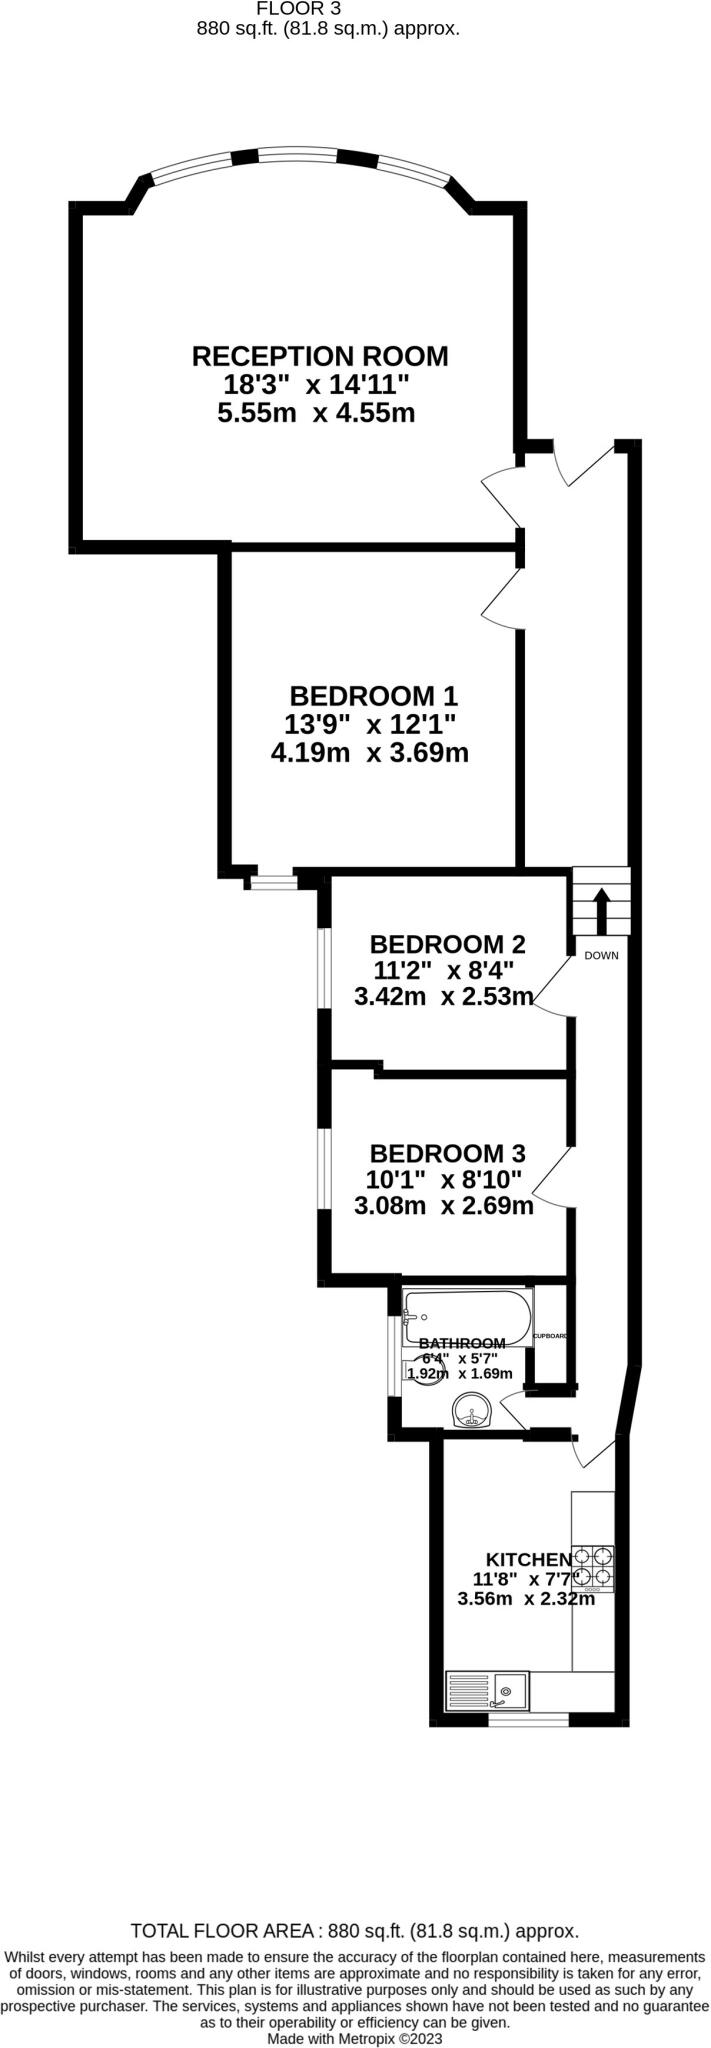 FLOOR 3
880 sq.ft. (81.8 sq.m.) approx.
RECEPTION ROOM
18'3" x 14'11"
5.55m x 4.55m
BEDROOM 1
13'9" x 12'1"
4.19m x 3.69m
BEDROOM 2
11'2" x 8'4"
3.42m x 2.53m
DOWN
BEDROOM 3
10'1" x 8'10"
3.08m x 2.69m
CUPBOARD
BATHROOM
6'4" x 5'7"
1.92m x 1.69m
KITCHEN
11'8" x 7'7"
3.56m x 2.32m
TOTAL FLOOR AREA : 880 sq.ft. (81.8 sq.m.) approx.
Whilst every attempt has been made to ensure the accuracy of the floorplan contained here, measurements
of doors, windows, rooms and any other items are approximate and no responsibility is taken for any error,
omission or mis-statement. This plan is for illustrative purposes only and should be used as such by any
prospective purchaser. The services, systems and appliances shown have not been tested and no guarantee
as to their operability or efficiency can be given.
Made with Metropix ©2023